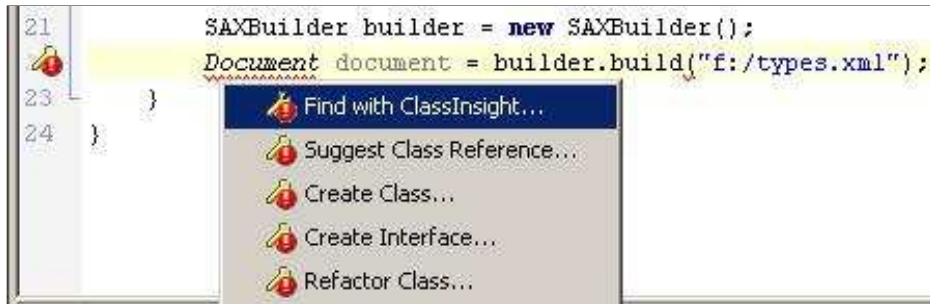 21 SAXBuilder builder = new SAXBuilder();
Document document = builder.build("f:/types.xml");
23 }
Find with ClassInsight...
24 }
Suggest Class Reference...
Create Class...
Create Interface...
Refactor Class...